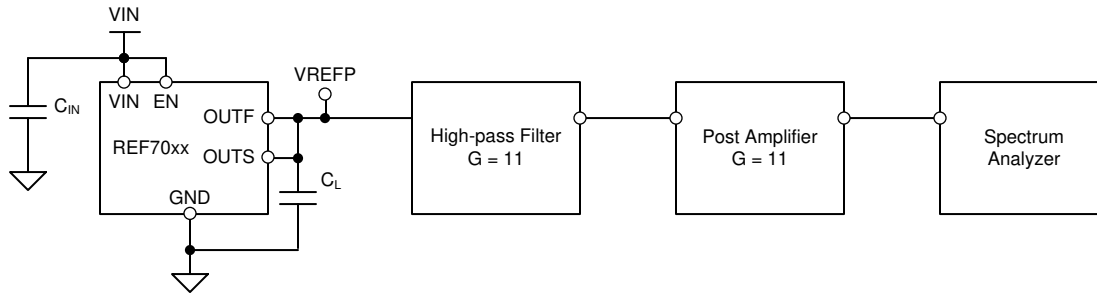 VIN
VREFP
CIN
VIN
EN
OUTF
REF70xx
OUTS
GND
CL
High-pass Filter
G = 11
Post Amplifier
G = 11
Spectrum
Analyzer